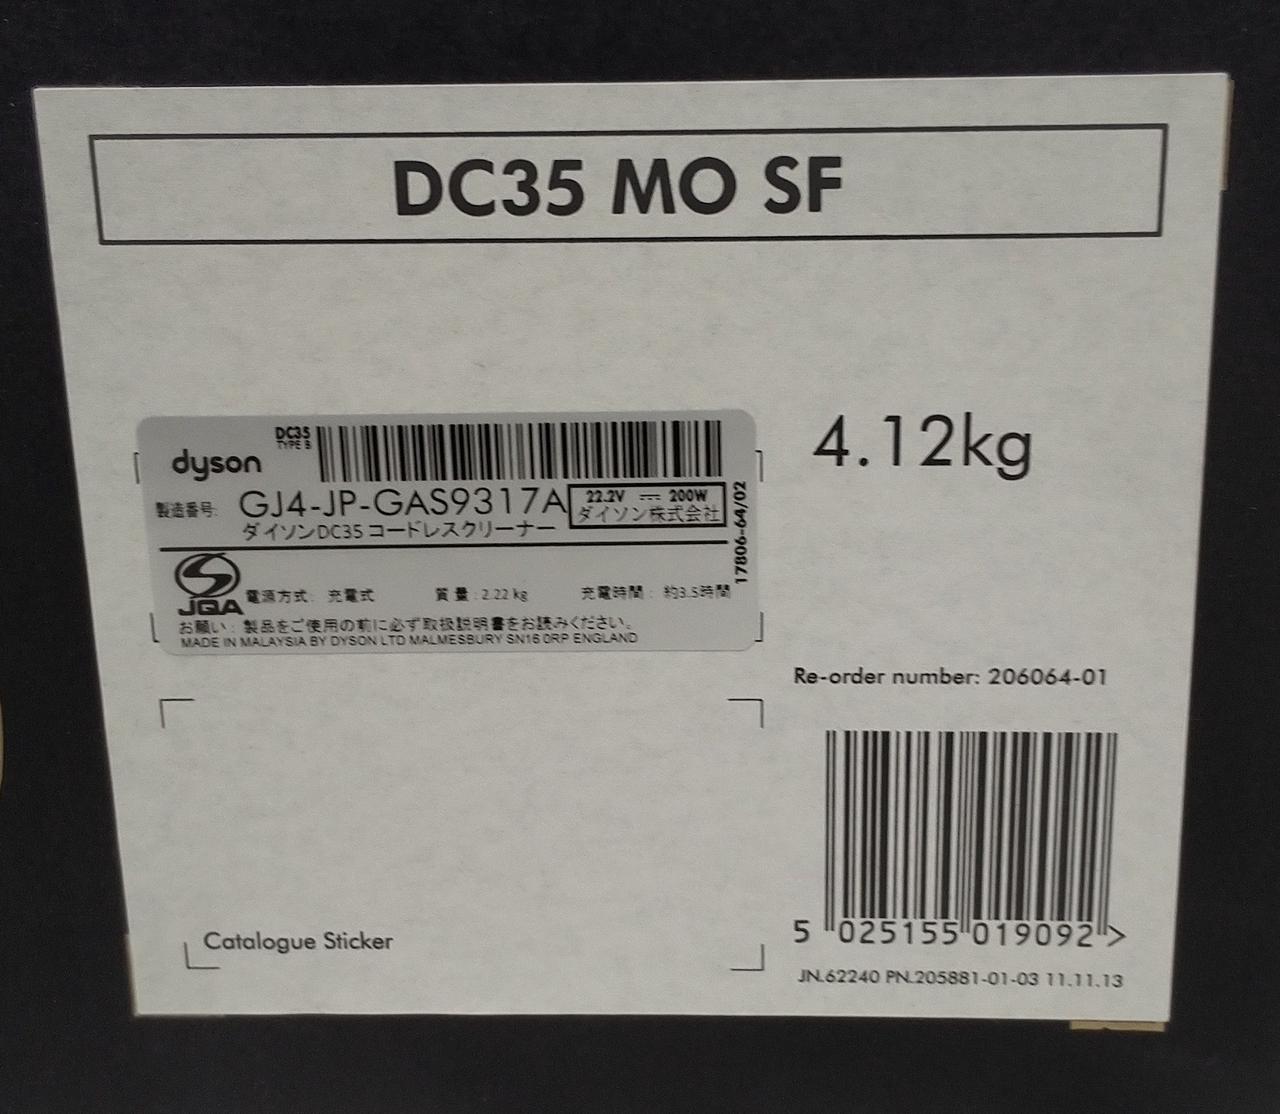 DC35 MO SF
DC35
TYPE B
dyson
製造番号: GJ4-JP-GAS9317A
22.2V ⎓ 200W
ダイソン株式会社
ダイソンDC35 コードレスクリーナー
17806-64/02
JQA
電源方式: 充電式 質量: 2.22 kg 充電時間: 約3.5時間
お願い: 製品をご使用の前に必ず取扱説明書をお読みください。
MADE IN MALAYSIA BY DYSON LTD MALMESBURY SN16 0RP ENGLAND
4.12kg
Re-order number: 206064-01
5 025155 019092 >
JN.62240 PN.205881-01-03 11.11.13
Catalogue Sticker